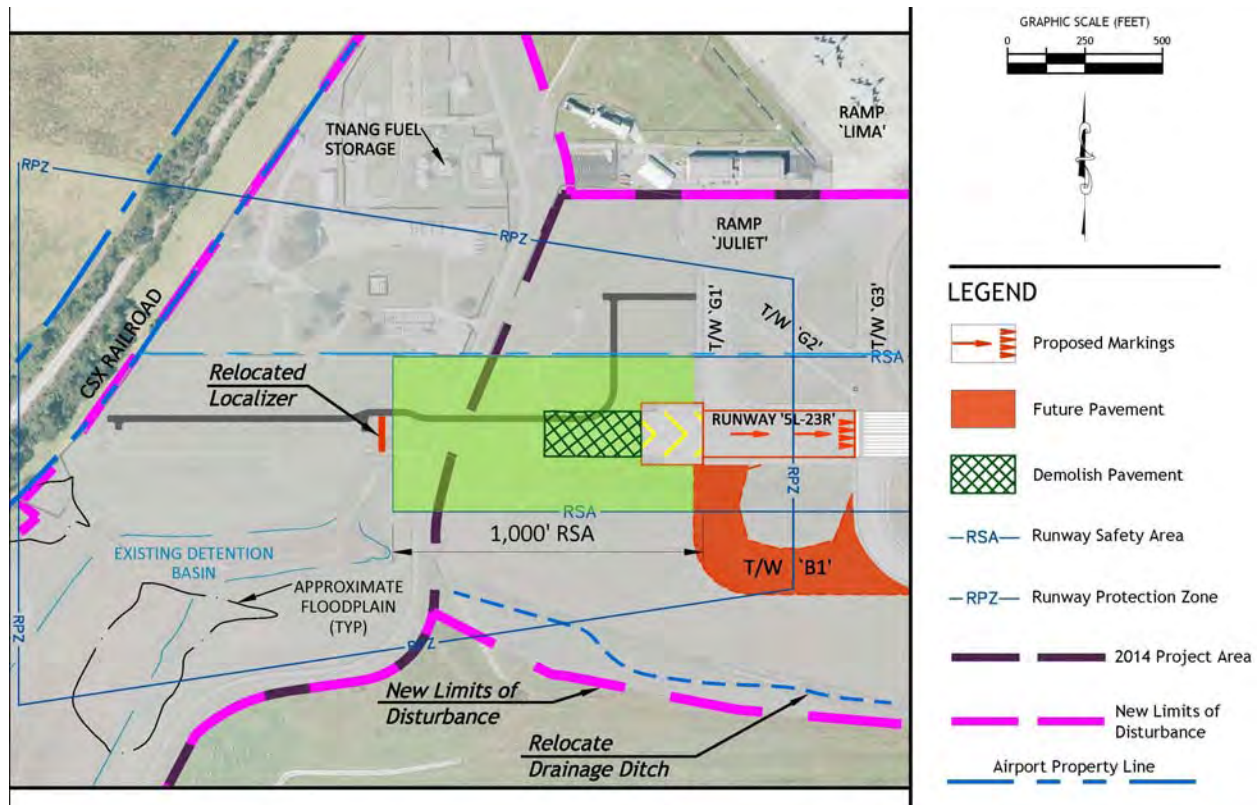 TNANG FUEL
STORAGE
RAMP
'LIMA'
RPZ
RPZ
RAMP
'JULIET'
CSX RAILROAD
T/W 'G1'
T/W 'G2'
T/W 'G3'
RSA
Relocated
Localizer
RUNWAY '5L-23R'
RPZ
RSA
1,000' RSA
EXISTING DETENTION
BASIN
T/W 'B1'
APPROXIMATE
FLOODPLAIN
(TYP)
RPZ
RPZ
New Limits of
Disturbance
Relocate
Drainage Ditch
GRAPHIC SCALE (FEET)
0 250 500
LEGEND
Proposed Markings
Future Pavement
Demolish Pavement
RSA Runway Safety Area
RPZ Runway Protection Zone
2014 Project Area
New Limits of
Disturbance
Airport Property Line